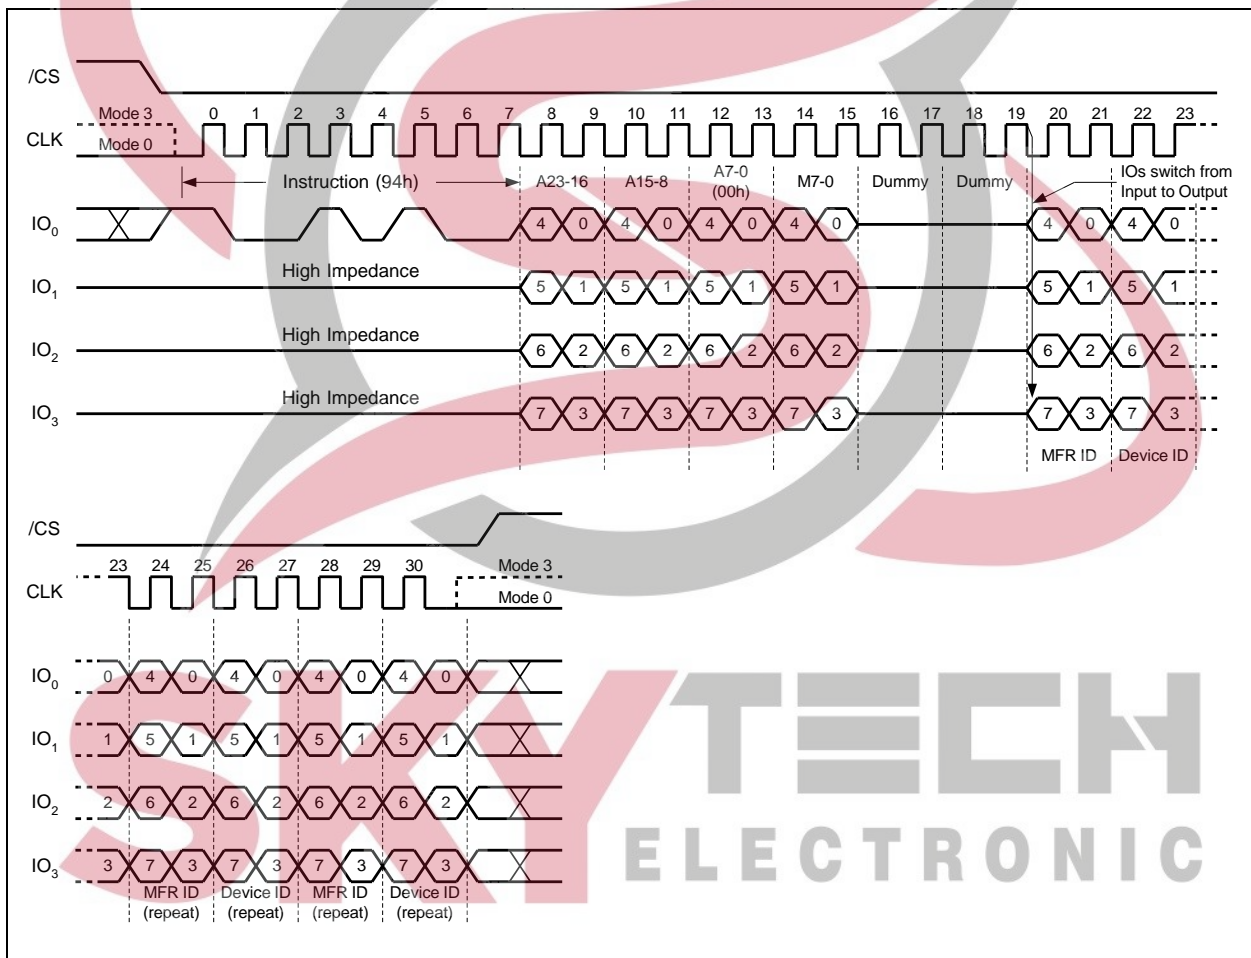 /CS
Mode 3 0 1 2 3 4 5 6 7 8 9 10 11 12 13 14 15 16 17 18 19 20 21 22 23
CLK Mode 0
Instruction (94h) A23-16 A15-8 A7-0 (00h) M7-0 Dummy Dummy IOs switch from Input to Output
IO0 4 0 4 0 4 0 4 0 4 0 4 0
High Impedance
IO1 5 1 5 1 5 1 5 1 5 1 5 1
High Impedance
IO2 6 2 6 2 6 2 6 2 6 2 6 2
High Impedance
IO3 7 3 7 3 7 3 7 3 7 3 7 3
MFR ID Device ID
/CS
23 24 25 26 27 28 29 30 Mode 3
CLK Mode 0
IO0 0 4 0 4 0 4 0 4 0
IO1 1 5 1 5 1 5 1 5 1
IO2 2 6 2 6 2 6 2 6 2
IO3 3 7 3 7 3 7 3 7 3
MFR ID Device ID MFR ID Device ID
(repeat) (repeat) (repeat) (repeat)
SKYTECH
ELECTRONIC